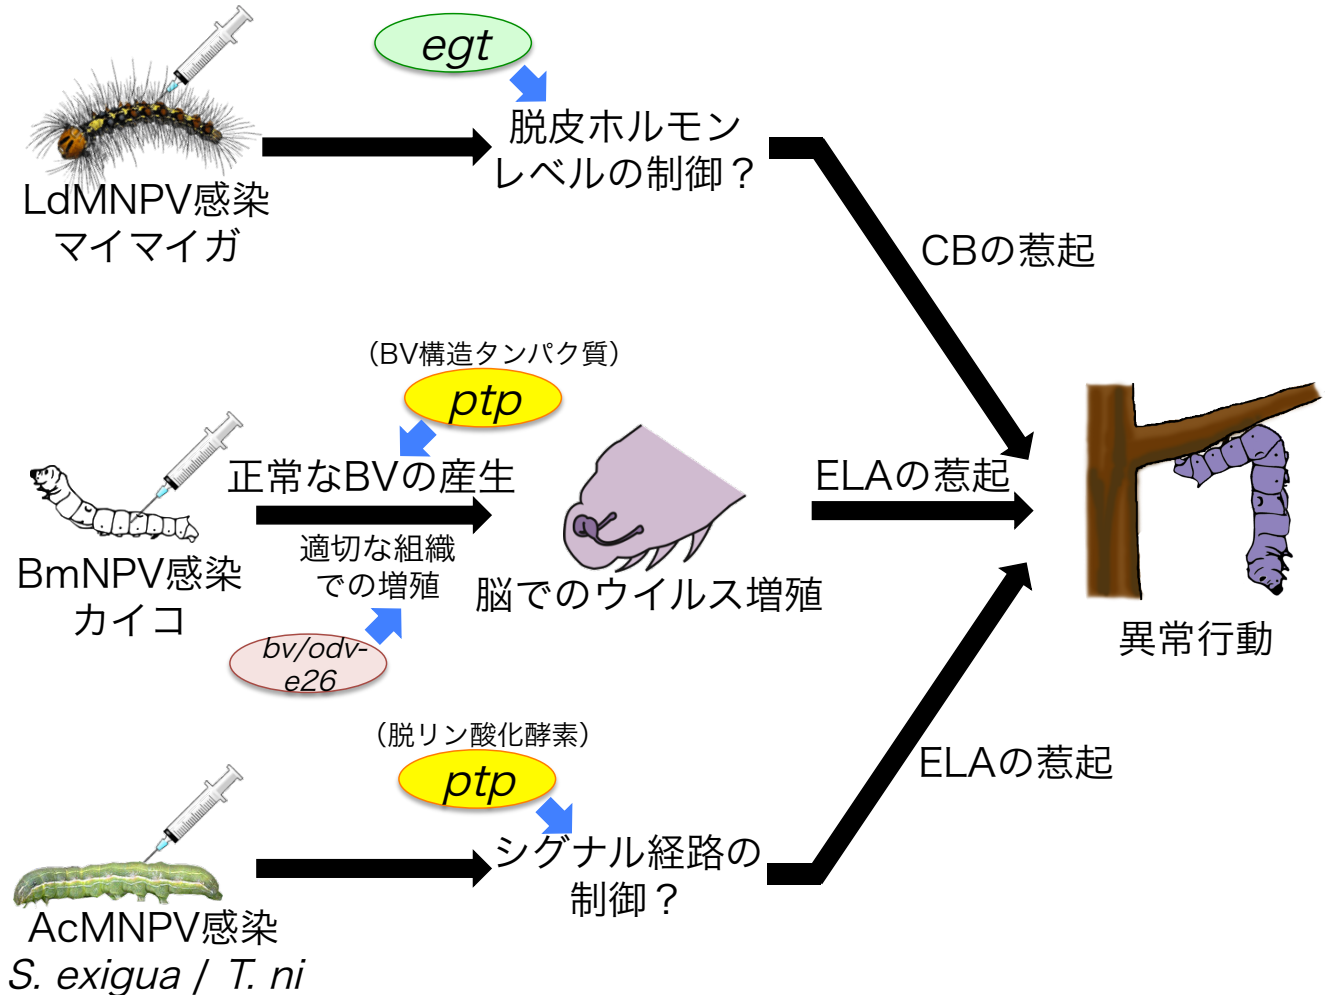 egt
脱皮ホルモン
レベルの制御？
LdMNPV感染
マイマイガ
CBの惹起
（BV構造タンパク質）
ptp
正常なBVの産生
適切な組織
での増殖
bv/odv-
e26
BmNPV感染
カイコ
脳でのウイルス増殖
ELAの惹起
異常行動
（脱リン酸化酵素）
ptp
シグナル経路の
制御？
ELAの惹起
AcMNPV感染
S. exigua / T. ni